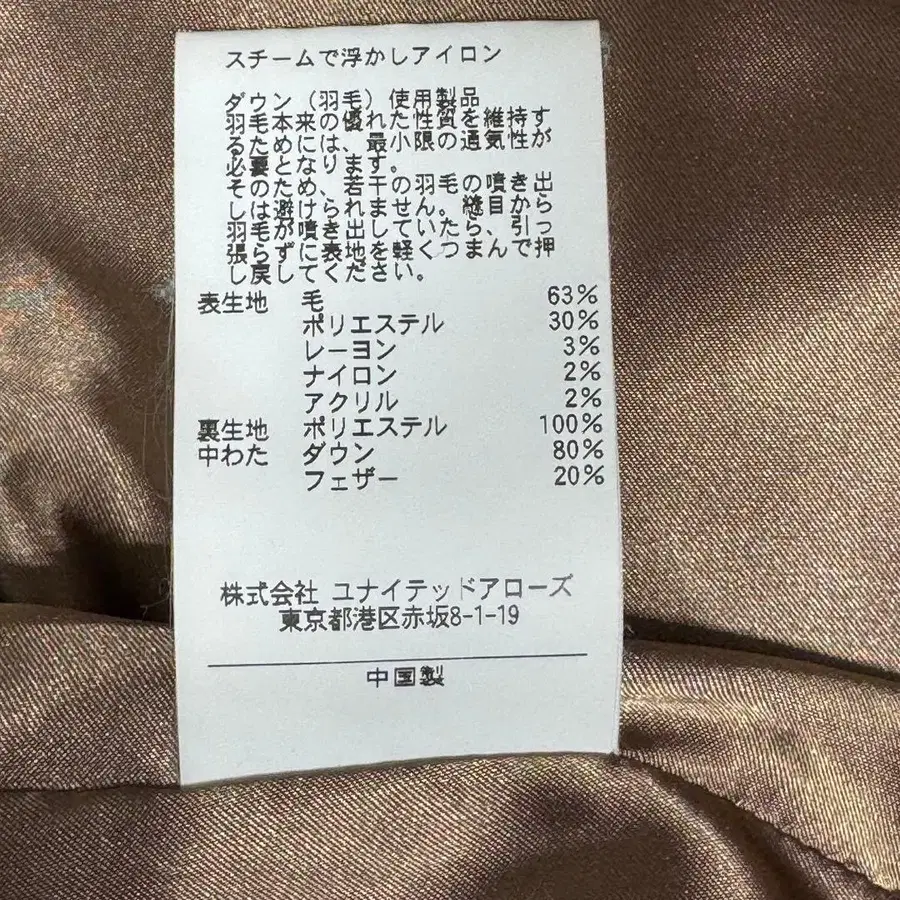 スチームで浮かしアイロン
ダウン（羽毛）使用製品
羽毛本来の優れた性質を維持す
るためには、最小限の通気性が
必要となります。
そのため、若干の羽毛の噴き出
しは避けられません。縫目から
羽毛が噴き出していたら、引っ
張らずに表地を軽くつまんで押
し戻してください。
表生地 毛 63%
ポリエステル 30%
レーヨン 3%
ナイロン 2%
アクリル 2%
裏生地 ポリエステル 100%
中わた ダウン 80%
フェザー 20%
株式会社 ユナイテッドアローズ
東京都港区赤坂8-1-19
中国製